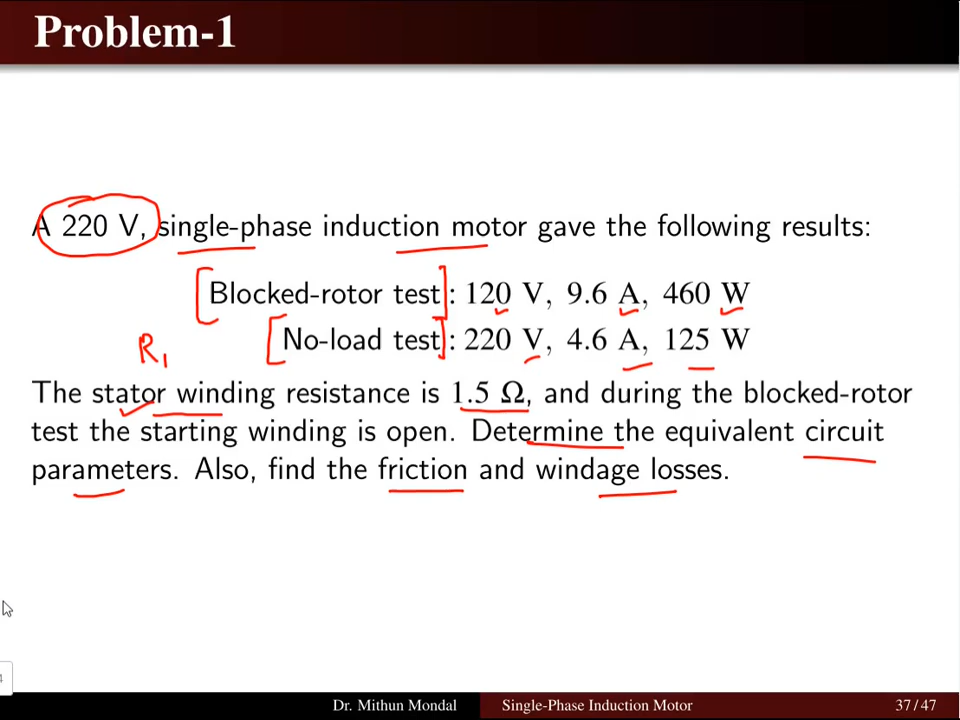 Problem-1
A 220 V, single-phase induction motor gave the following results:
Blocked-rotor test : 120 V, 9.6 A, 460 W
No-load test : 220 V, 4.6 A, 125 W
R₁
The stator winding resistance is 1.5 Ω, and during the blocked-rotor
test the starting winding is open. Determine the equivalent circuit
parameters. Also, find the friction and windage losses.
4
Dr. Mithun Mondal Single-Phase Induction Motor 37 / 47